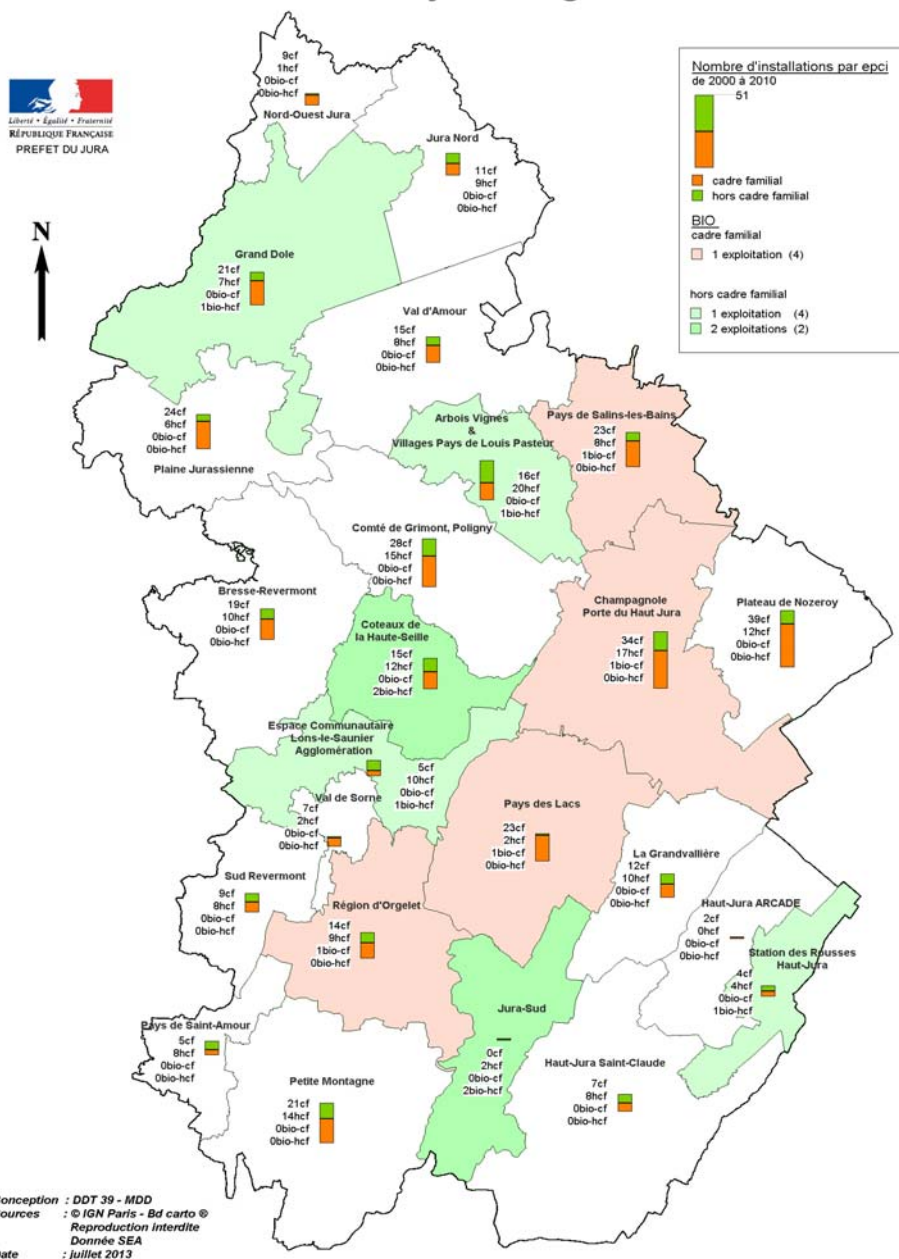 Liberté • Égalité • Fraternité
RÉPUBLIQUE FRANÇAISE
PREFET DU JURA
N
Nombre d'installations par epci
de 2000 à 2010
51
cadre familial
hors cadre familial
BIO
cadre familial
1 exploitation (4)
hors cadre familial
1 exploitation (4)
2 exploitations (2)
9cf
1hcf
0bio-cf
0bio-hcf
Nord-Ouest Jura
Jura Nord
11cf
9hcf
0bio-cf
0bio-hcf
Grand Dole
21cf
7hcf
0bio-cf
1bio-hcf
Val d'Amour
15cf
8hcf
0bio-cf
0bio-hcf
24cf
6hcf
0bio-cf
0bio-hcf
Plaine Jurassienne
Arbois Vignes
&
Villages Pays de Louis Pasteur
16cf
20hcf
0bio-cf
1bio-hcf
Pays de Salins-les-Bains
23cf
8hcf
1bio-cf
0bio-hcf
Comté de Grimont, Poligny
28cf
15hcf
0bio-cf
0bio-hcf
Bresse-Revermont
19cf
10hcf
0bio-cf
0bio-hcf
Coteaux de
la Haute-Seille
15cf
12hcf
0bio-cf
2bio-hcf
Champagnole
Porte du Haut Jura
34cf
17hcf
1bio-cf
0bio-hcf
Plateau de Nozeroy
39cf
12hcf
0bio-cf
0bio-hcf
Espace Communautaire
Lons-le-Saunier
Agglomération
5cf
10hcf
0bio-cf
1bio-hcf
Val de Sorne
7cf
2hcf
0bio-cf
0bio-hcf
Pays des Lacs
23cf
2hcf
1bio-cf
0bio-hcf
La Grandvallière
12cf
10hcf
0bio-cf
0bio-hcf
Sud Revermont
9cf
8hcf
0bio-cf
0bio-hcf
Région d'Orgelet
14cf
9hcf
1bio-cf
0bio-hcf
Haut-Jura ARCADE
2cf
0hcf
0bio-cf
0bio-hcf
Station des Rousses
Haut-Jura
4cf
4hcf
0bio-cf
1bio-hcf
Jura-Sud
0cf
2hcf
0bio-cf
2bio-hcf
Pays de Saint-Amour
5cf
8hcf
0bio-cf
0bio-hcf
Petite Montagne
21cf
14hcf
0bio-cf
0bio-hcf
Haut-Jura Saint-Claude
7cf
8hcf
0bio-cf
0bio-hcf
onception : DDT 39 - MDD
ources : © IGN Paris - Bd carto ®
Reproduction interdite
Donnée SEA
ate : juillet 2013